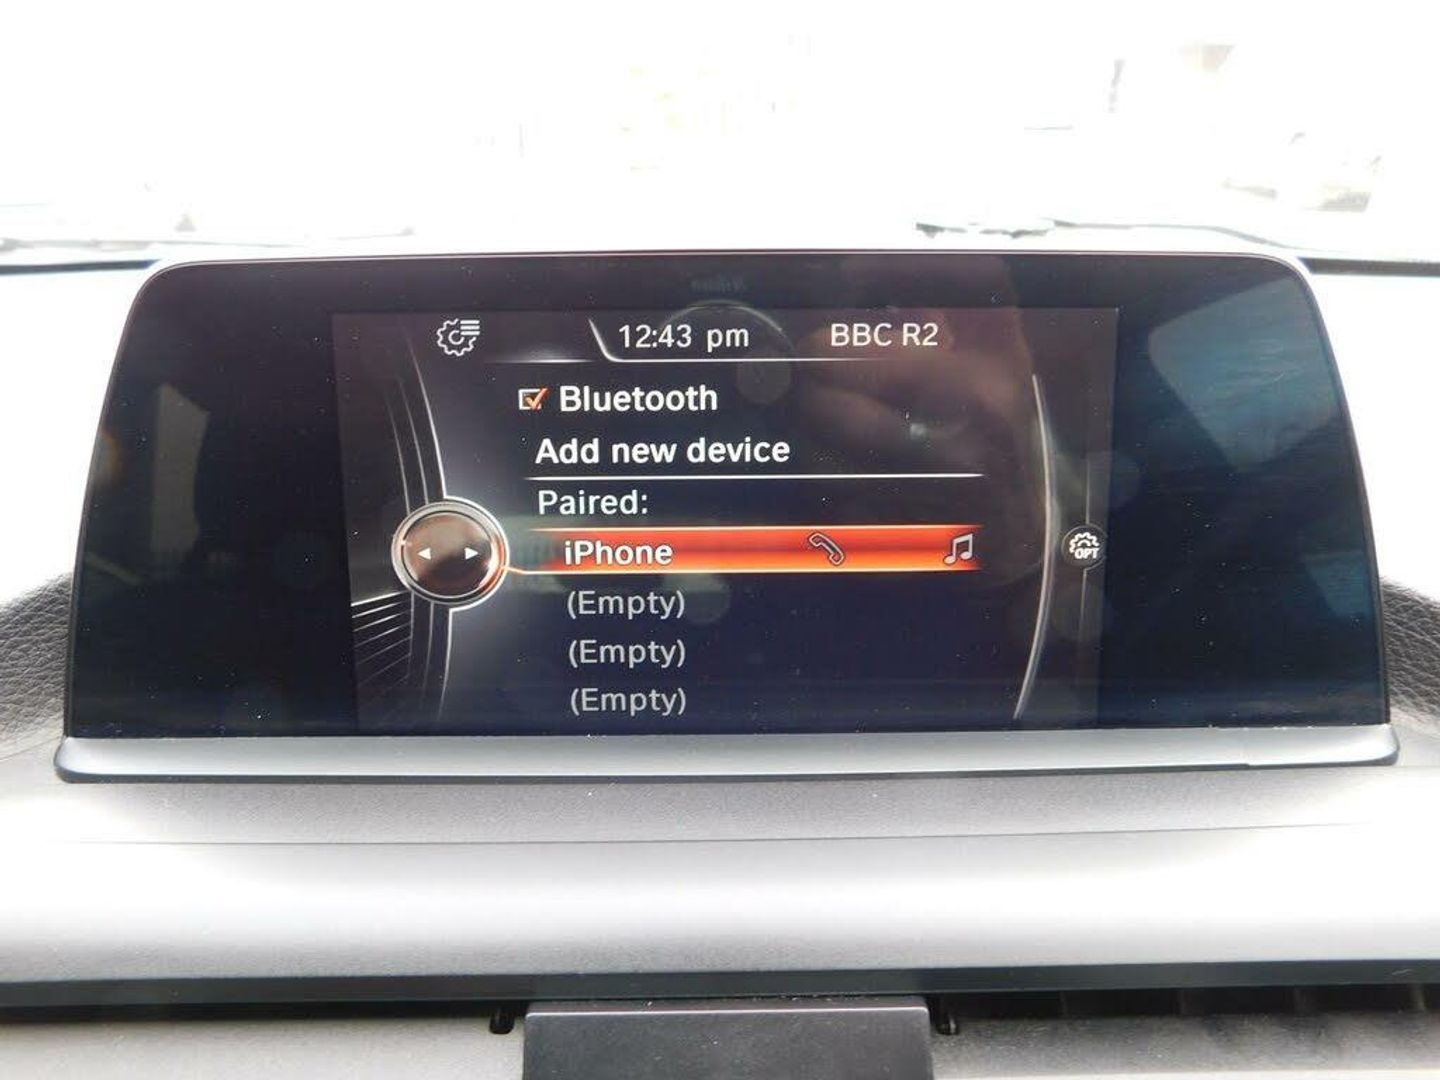 12:43 pm BBC R2
Bluetooth
Add new device
Paired:
iPhone
OPT
(Empty)
(Empty)
(Empty)